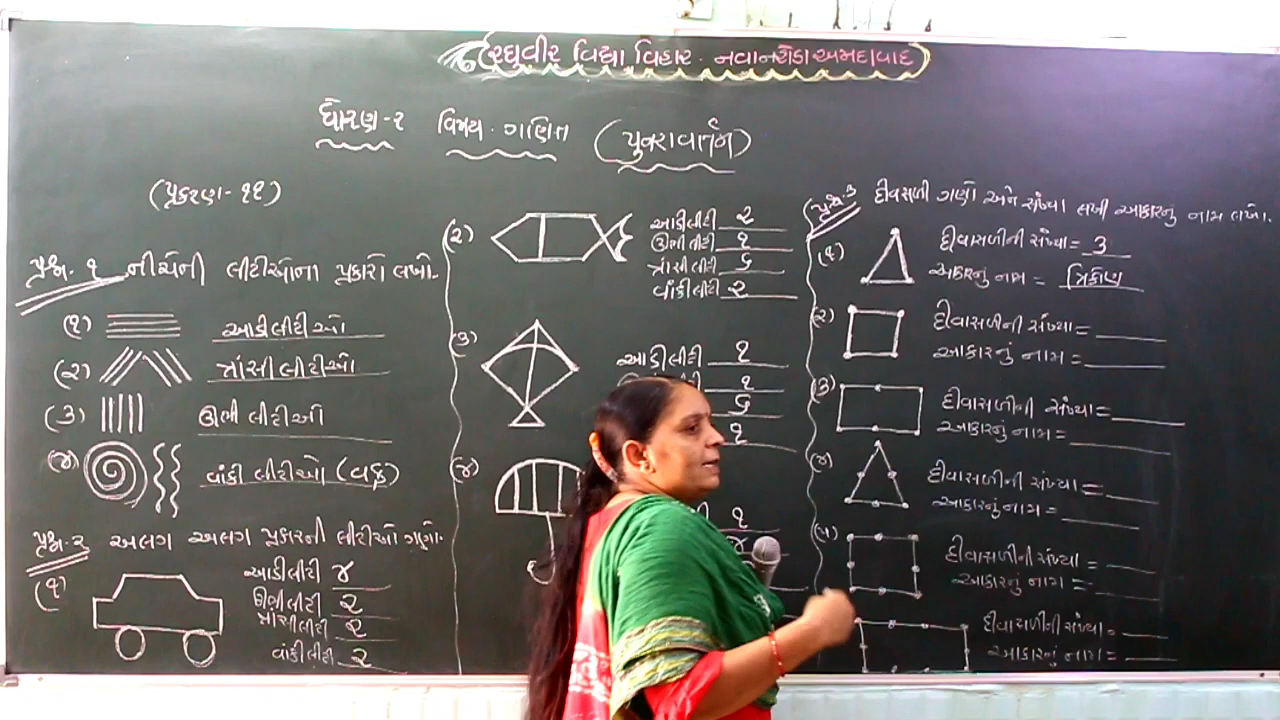 રઘુવીર વિદ્યા વિહાર. નવાનરોડા અમદાવાદ
ધોરણ-૨ વિષય. ગણિત (પુનરાવર્તન)
(પ્રકરણ-૧૧)
પ્રશ્ન. ૧ નીચેની લીટીઓના પ્રકારો લખો.
(૧) આડી લીટીઓ
(૨) ત્રાંસી લીટીઓ
(૩) ઊભી લીટીઓ
(૪) વાંકી લીટીઓ (વક્ર)
પ્રશ્ન-૨ અલગ અલગ પ્રકારની લીટીઓ ગણો.
(૧)
આડી લીટી ૪
ઊભી લીટી ૨
ત્રાંસી લીટી ૨
વાંકી લીટી ૨
(૨)
આડી લીટી ૨
ઊભી લીટી ૧
ત્રાંસી લીટી ૬
વાંકી લીટી ૨
(૩)
આડી લીટી ૧
૧
૬
૧
(૪)
૧
૪
પ્રશ્ન-૩ દીવાસળી ગણો અને સંખ્યા લખી આકારનું નામ લખો.
(૧) દીવાસળીની સંખ્યા = ૩
આકારનું નામ = ત્રિકોણ
(૨) દીવાસળીની સંખ્યા =
આકારનું નામ =
(૩) દીવાસળીની સંખ્યા =
આકારનું નામ =
(૪) દીવાસળીની સંખ્યા =
આકારનું નામ =
(૫) દીવાસળીની સંખ્યા =
આકારનું નામ =
દીવાસળીની સંખ્યા =
આકારનું નામ =